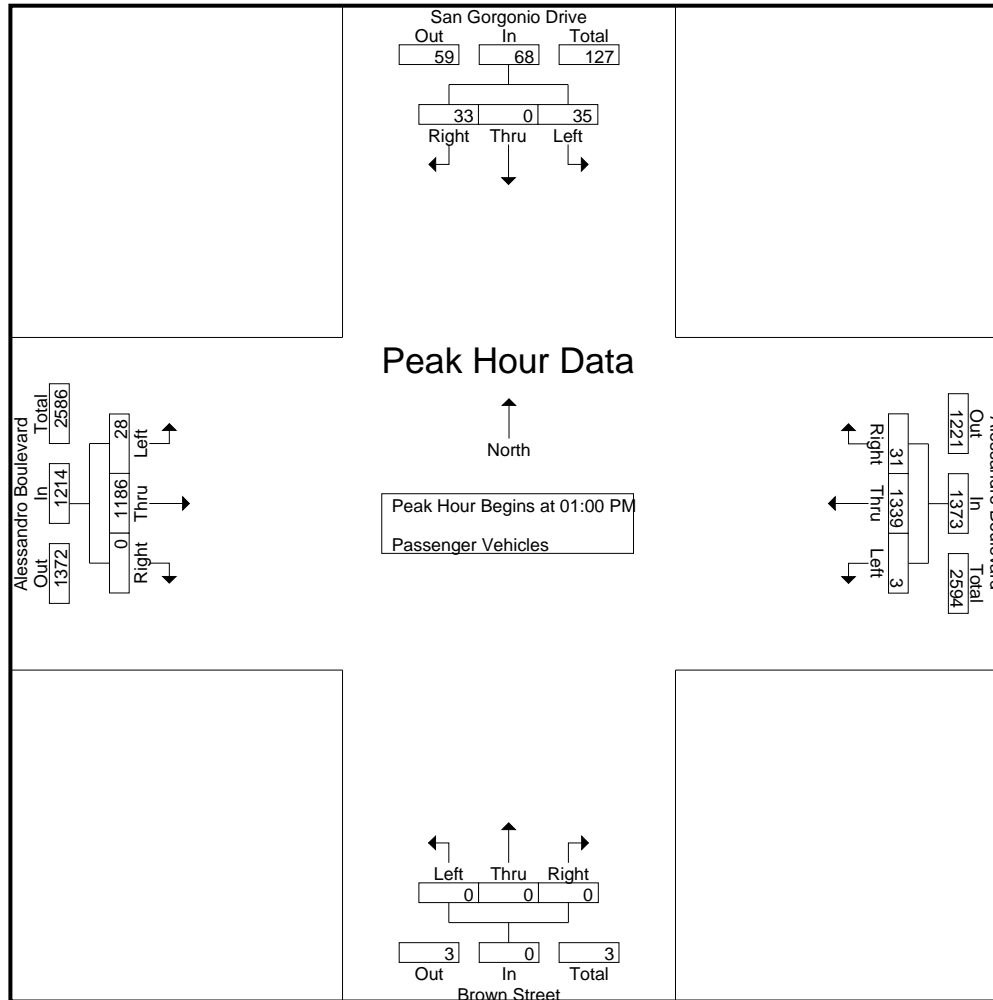 San Gorgonio Drive
Out In Total
59 68 127
33 0 35
Right Thru Left
Peak Hour Data
North
Peak Hour Begins at 01:00 PM
Passenger Vehicles
Alessandro Boulevard
Out In Total
1372 1214 2586
0 1186 28
Right Thru Left
Out In Total
1221 1373 2594
31 1339 3
Right Thru Left
Left Thru Right
0 0 0
3 0 3
Out In Total
Brown Street